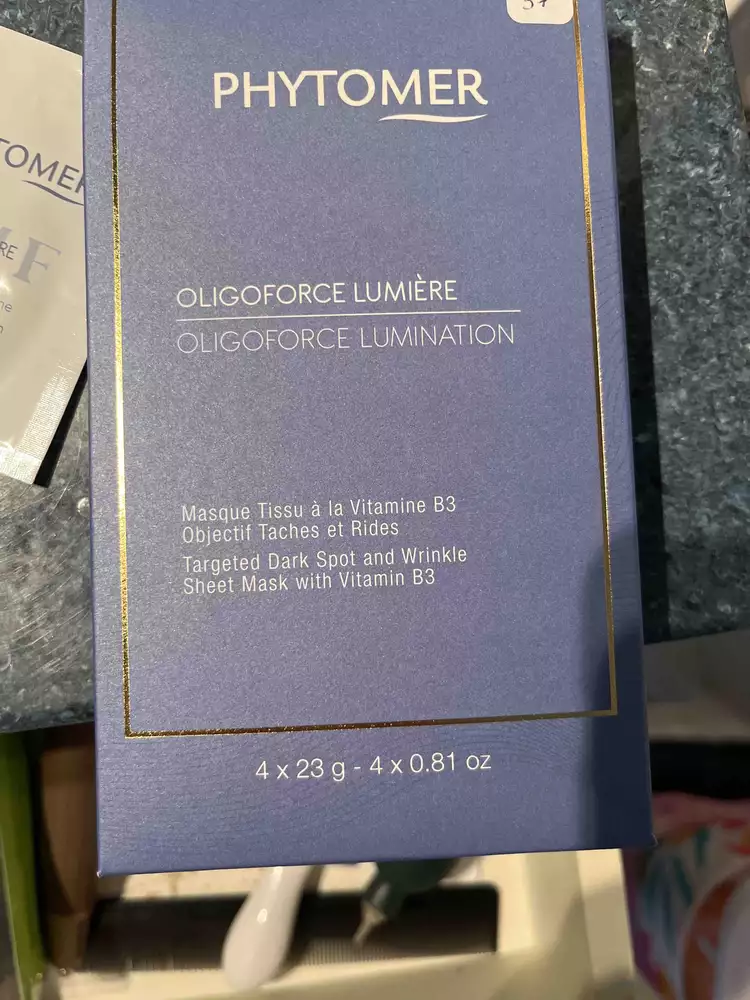 PHYTOMER
OLIGOFORCE LUMIÈRE
OLIGOFORCE LUMINATION
Masque Tissu à la Vitamine B3
Objectif Taches et Rides
Targeted Dark Spot and Wrinkle
Sheet Mask with Vitamin B3
4 x 23 g - 4 x 0.81 oz